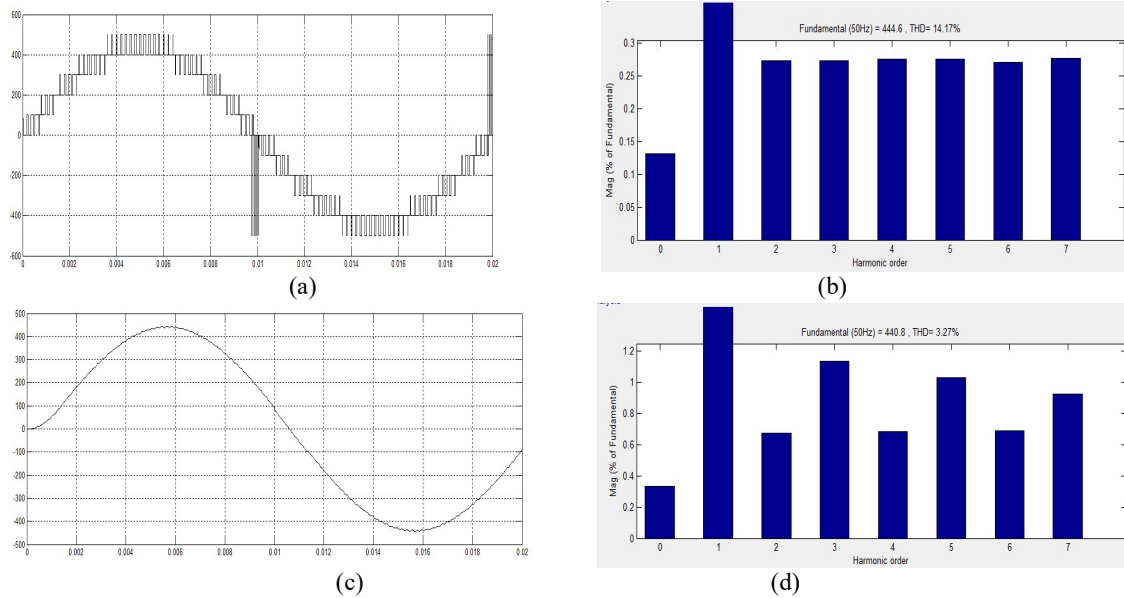 600
400
200
0
-200
-400
-600
0 0.002 0.004 0.006 0.008 0.01 0.012 0.014 0.016 0.018 0.02
(a)
Fundamental (50Hz) = 444.6 , THD= 14.17%
0.3
0.25
0.2
0.15
0.1
0.05
0
Mag (% of Fundamental)
0 1 2 3 4 5 6 7
Harmonic order
(b)
500
400
300
200
100
0
-100
-200
-300
-400
-500
0 0.002 0.004 0.006 0.008 0.01 0.012 0.014 0.016 0.018 0.02
(c)
Fundamental (50Hz) = 440.8 , THD= 3.27%
1.2
1
0.8
0.6
0.4
0.2
0
Mag (% of Fundamental)
0 1 2 3 4 5 6 7
Harmonic order
(d)